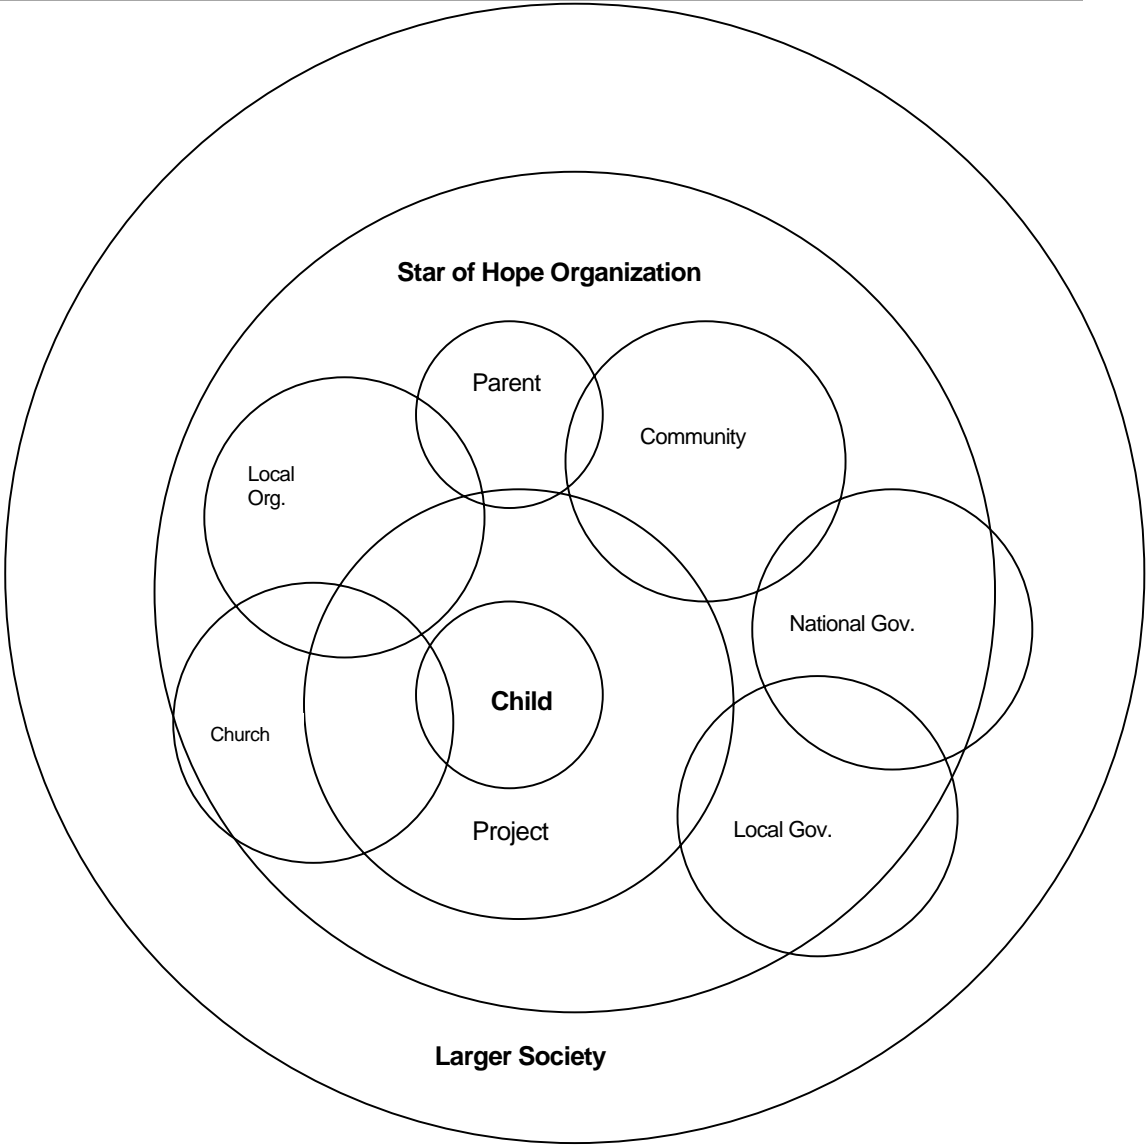 Star of Hope Organization
Parent
Community
Local
Org.
National Gov.
Child
Church
Project
Local Gov.
Larger Society